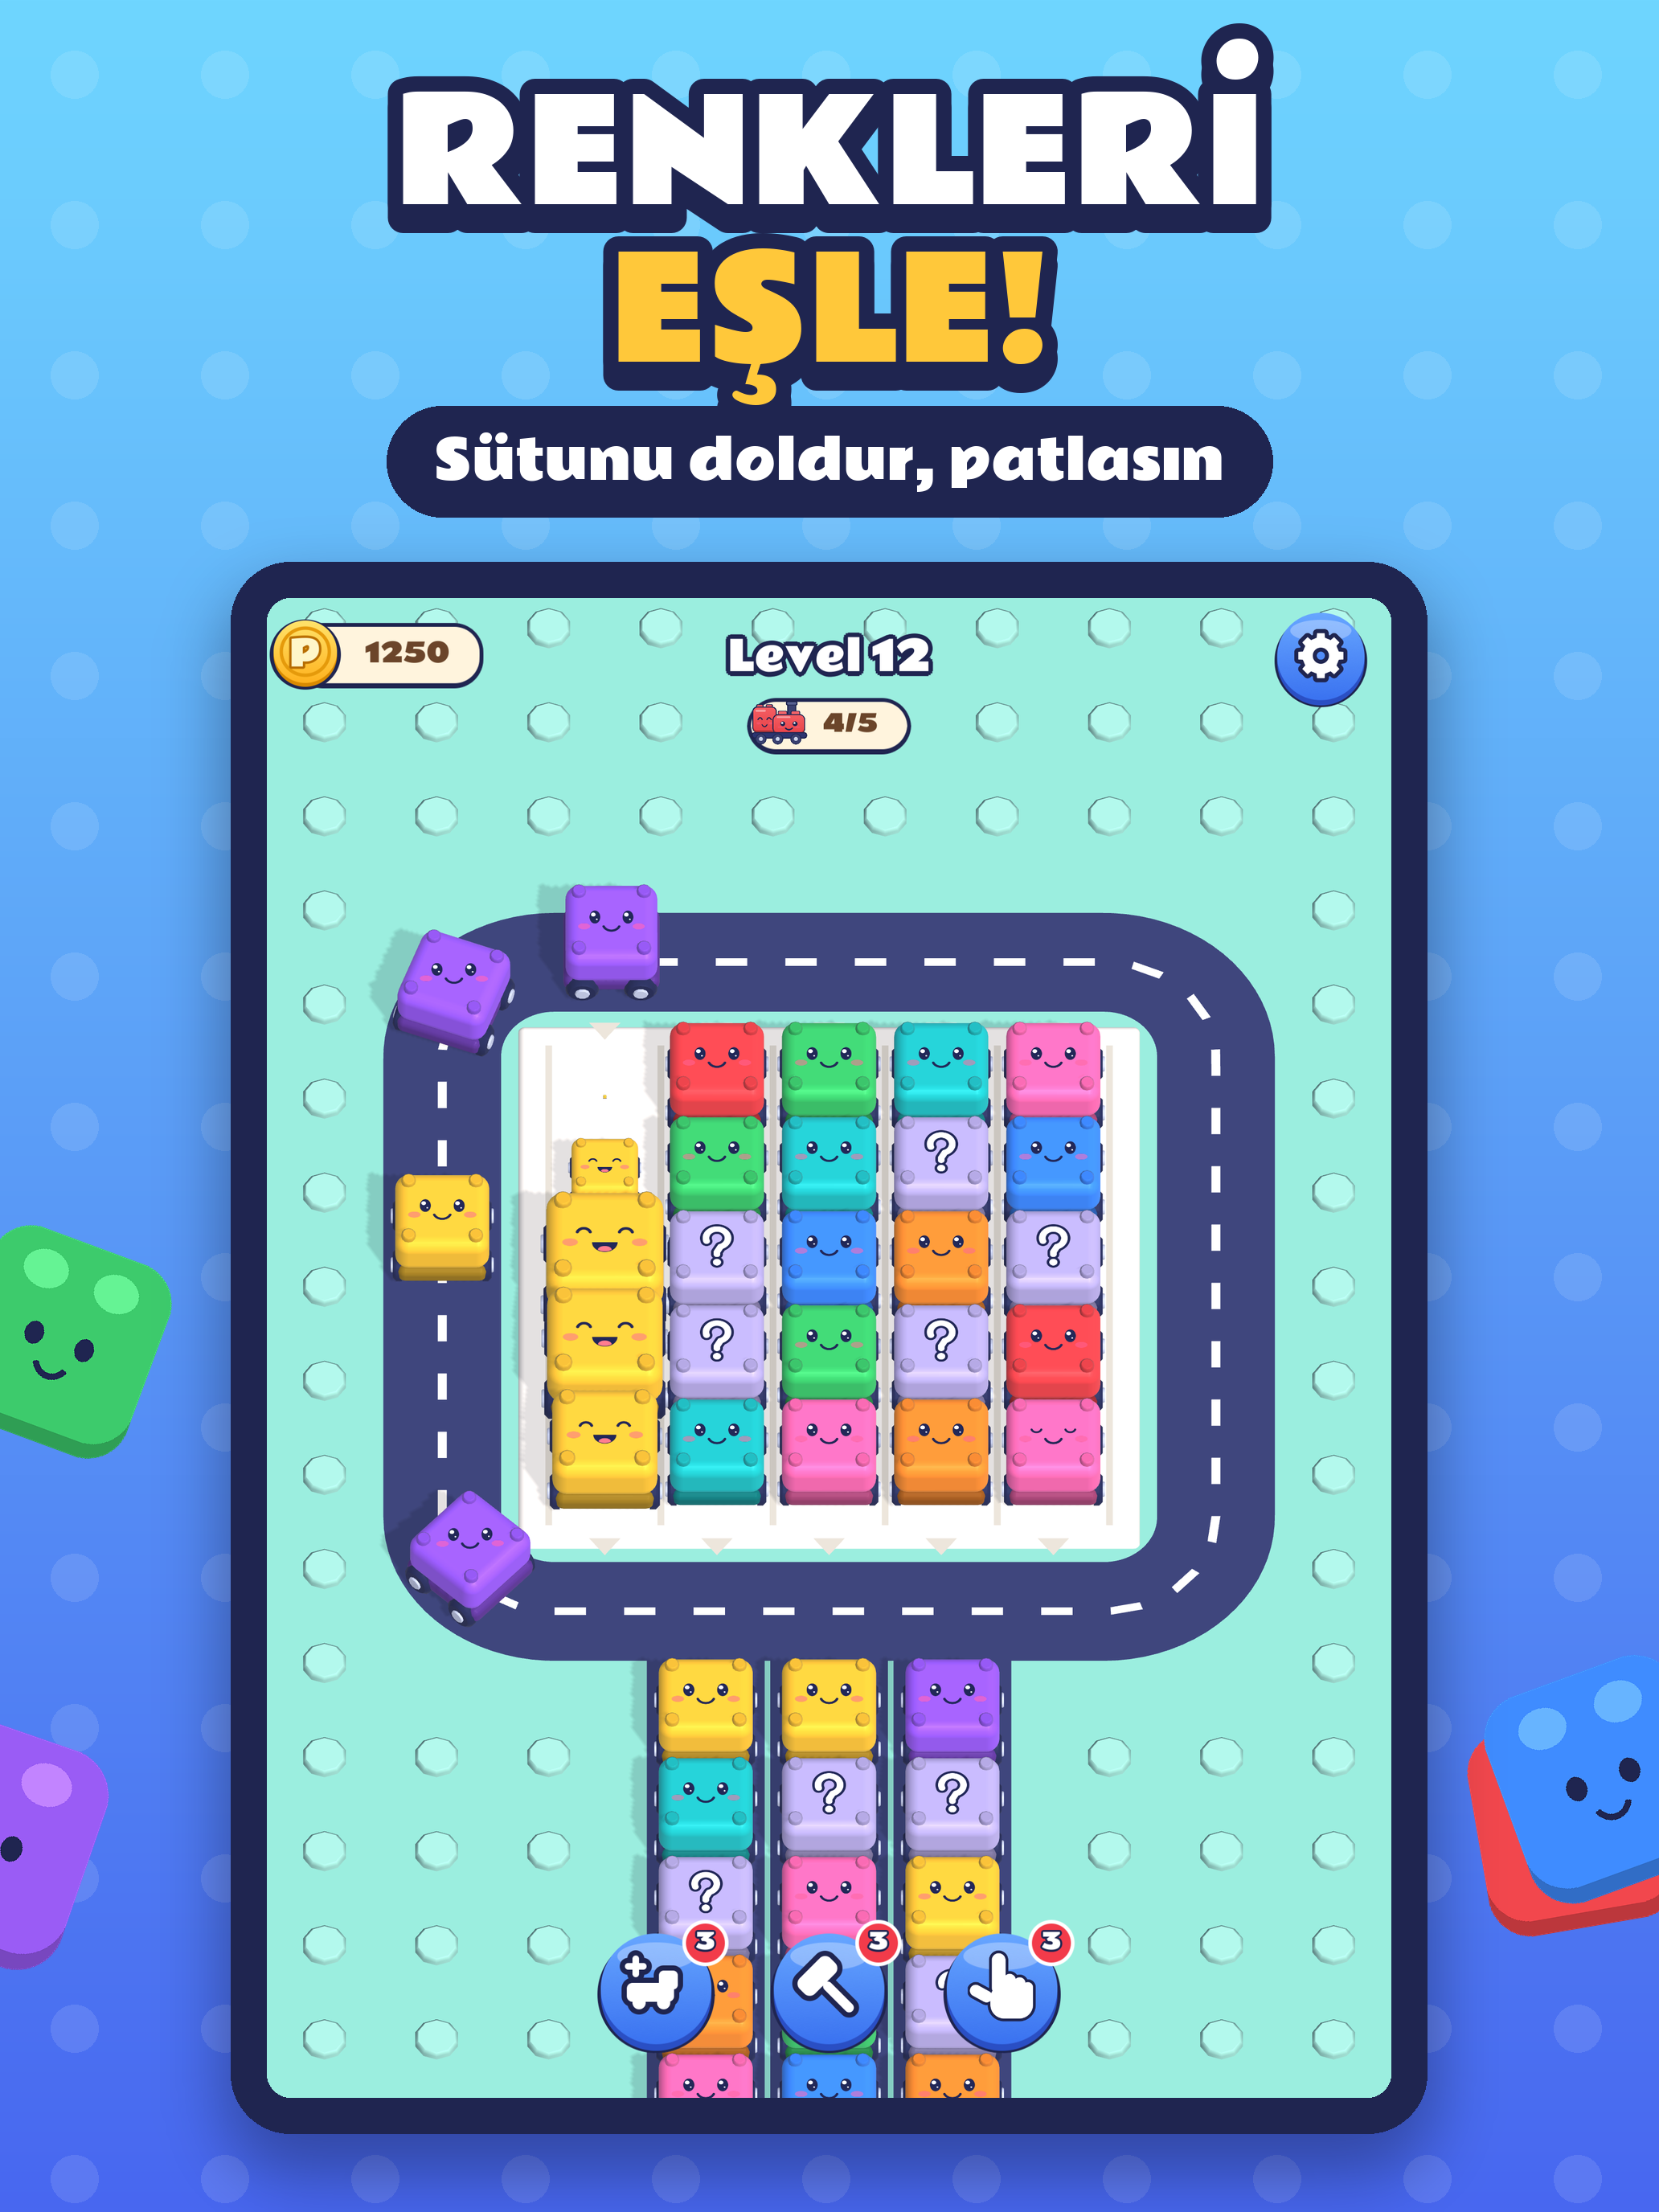 RENKLERİ
EŞLE!
Sütunu doldur, patlasın
P 1250
Level 12
4/5
?
? ?
? ?
? ?
?
3 3 3